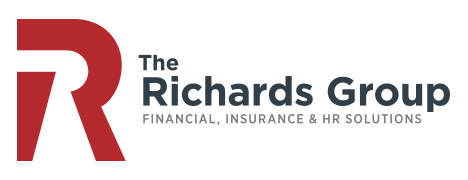 The
Richards Group
FINANCIAL, INSURANCE & HR SOLUTIONS